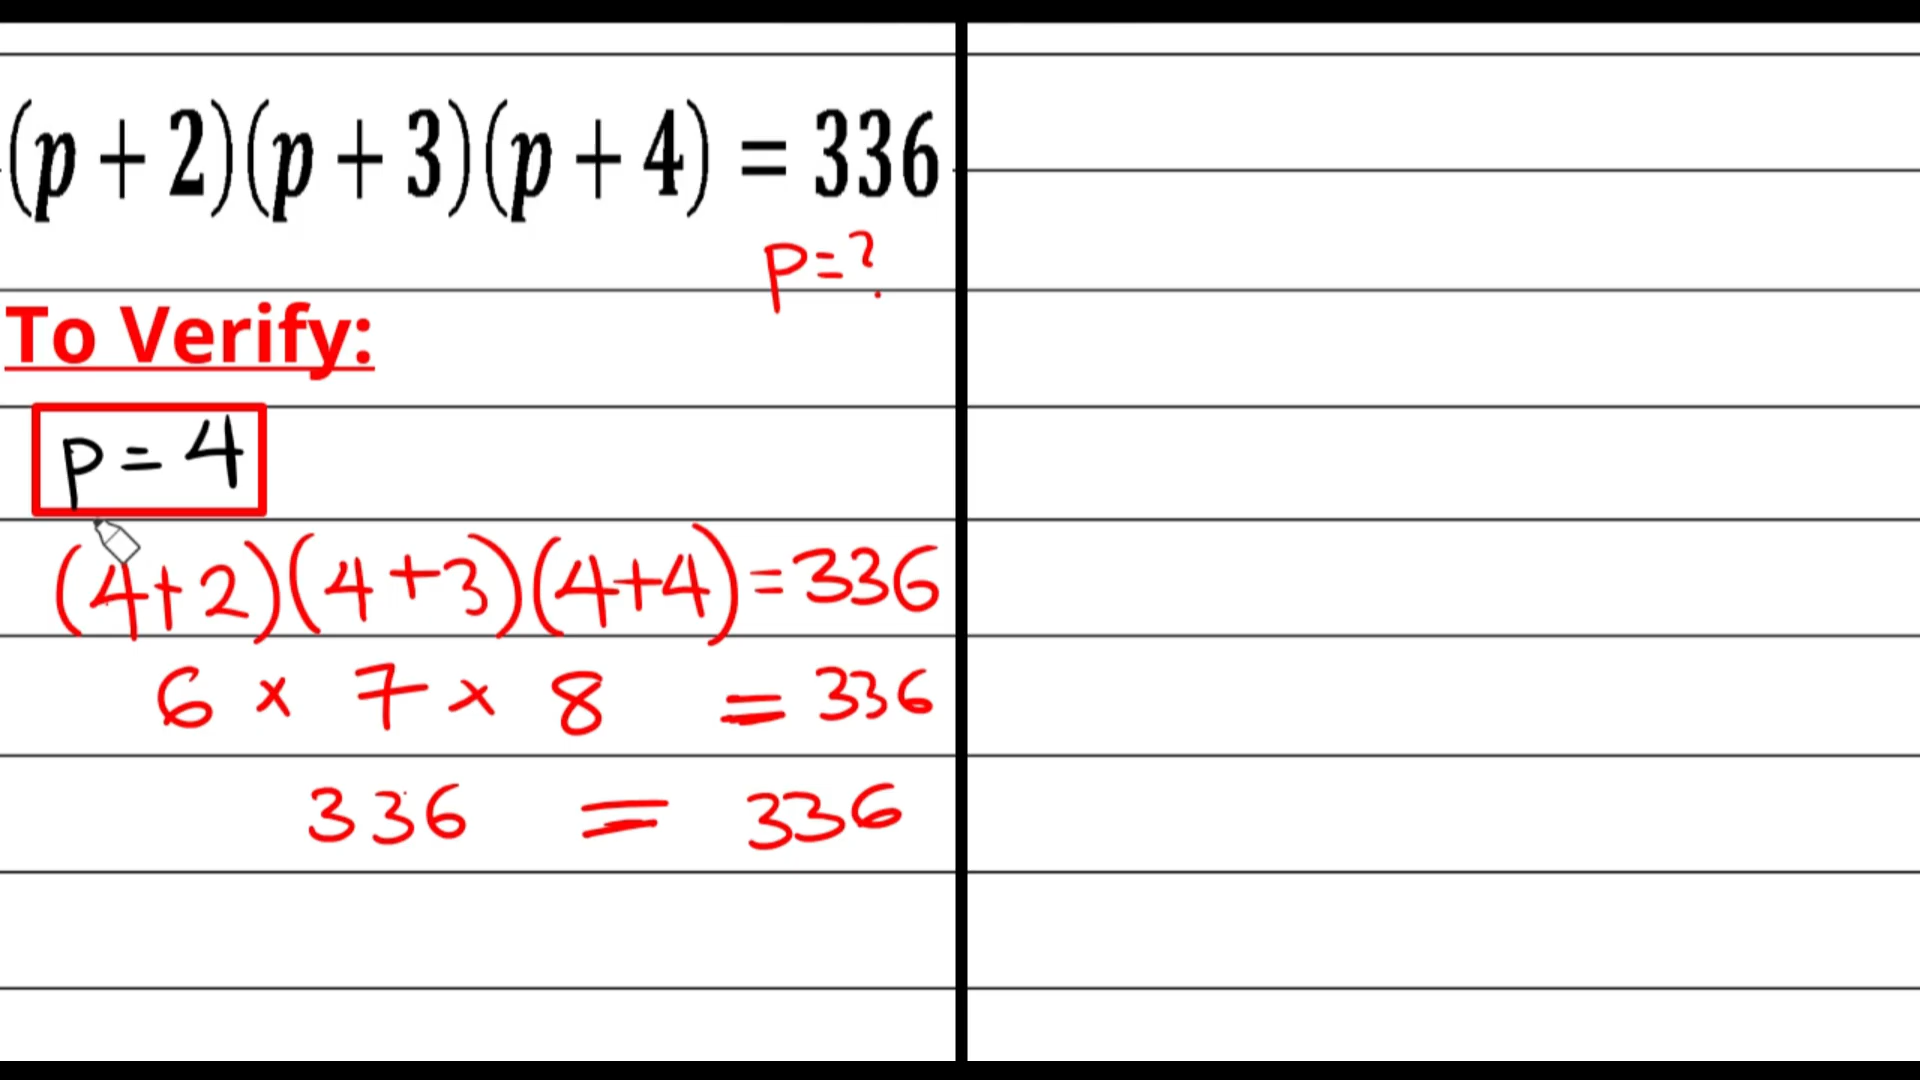 (p + 2)(p + 3)(p + 4) = 336
p=?
To Verify:
p = 4
(4+2)(4+3)(4+4)=336
6 × 7 × 8 = 336
336 = 336